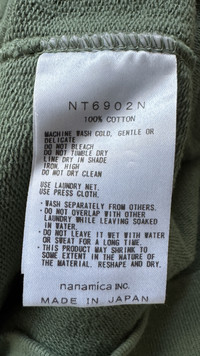 NT6902N
100% COTTON
MACHINE WASH COLD, GENTLE OR
DELICATE
DO NOT BLEACH
DO NOT TUMBLE DRY
LINE DRY IN SHADE
IRON, HIGH
DO NOT DRY CLEAN
USE LAUNDRY NET.
USE PRESS CLOTH.
・WASH SEPARATELY FROM OTHERS.
・DO NOT OVERLAP WITH OTHER
LAUNDRY WHILE LEAVING SOAKED
IN WATER.
・DO NOT LEAVE IT WET WITH WATER
OR SWEAT FOR A LONG TIME.
・THIS PRODUCT MAY SHRINK TO
SOME EXTENT IN THE NATURE OF
THE MATERIAL. RESHAPE AND DRY.
nanamica INC.
MADE IN JAPAN